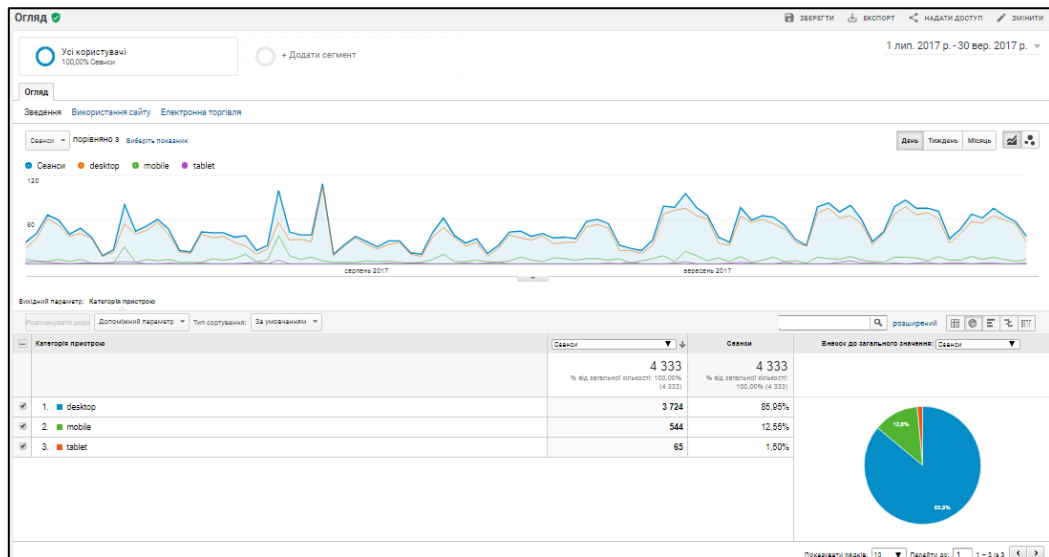 Огляд
ЗБЕРЕГТИ ЕКСПОРТ НАДАТИ ДОСТУП ЗМІНИТИ
Усі користувачі
100,00% Сеанси
+ Додати сегмент
1 лип. 2017 р. - 30 вер. 2017 р.
Огляд
Зведення Використання сайту Електронна торгівля
Сеанси порівняно з Виберіть показник
День Тиждень Місяць
Сеанси desktop mobile tablet
120
60
серпень 2017 вересень 2017
Вихідний параметр: Категорія пристрою
Розпланувати ряди Допоміжний параметр Тип сортування: За умовчанням
розширений
Категорія пристрою Сеанси Сеанси Внесок до загального значення: Сеанси
4 333 4 333
% від загальної кількості: 100,00% (4 333)
% від загальної кількості: 100,00% (4 333)
1. desktop 3 724 85,95%
2. mobile 544 12,55%
3. tablet 65 1,50%
12,6%
85,9%
Показувати рядків: 10 Перейти до: 1 1 – 3 із 3